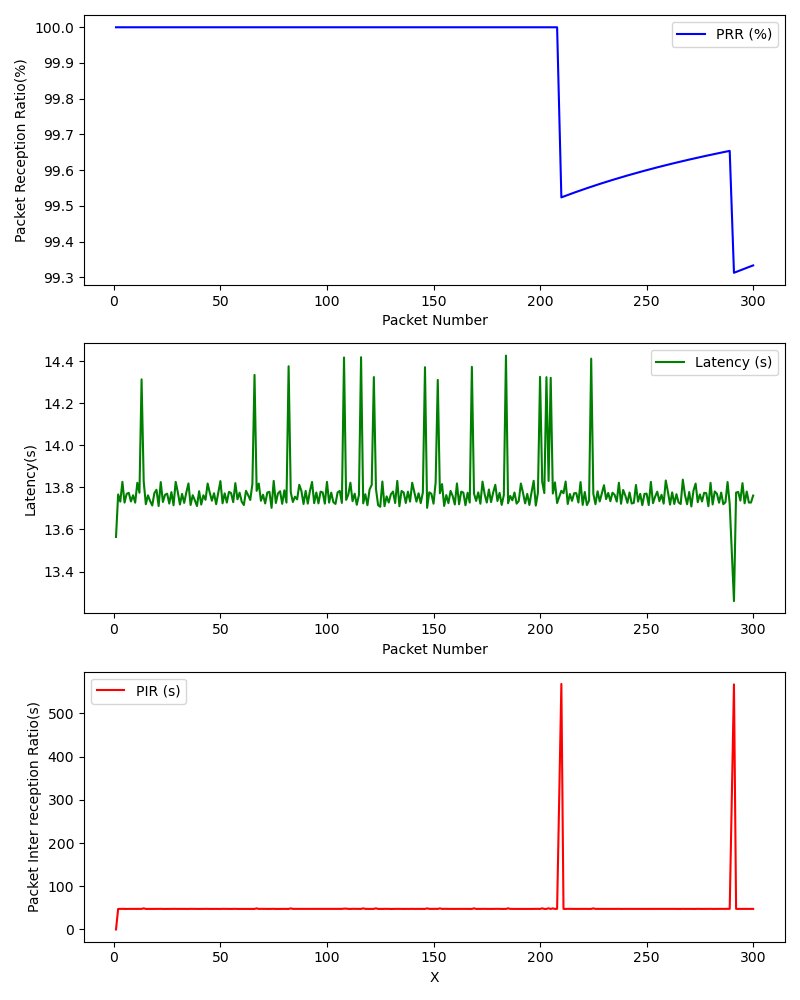 100.0
99.9
99.8
99.7
99.6
99.5
99.4
99.3
Packet Reception Ratio(%)
PRR (%)
0 50 100 150 200 250 300
Packet Number
14.4
14.2
14.0
13.8
13.6
13.4
Latency(s)
Latency (s)
0 50 100 150 200 250 300
Packet Number
500
400
300
200
100
0
Packet Inter reception Ratio(s)
PIR (s)
0 50 100 150 200 250 300
X